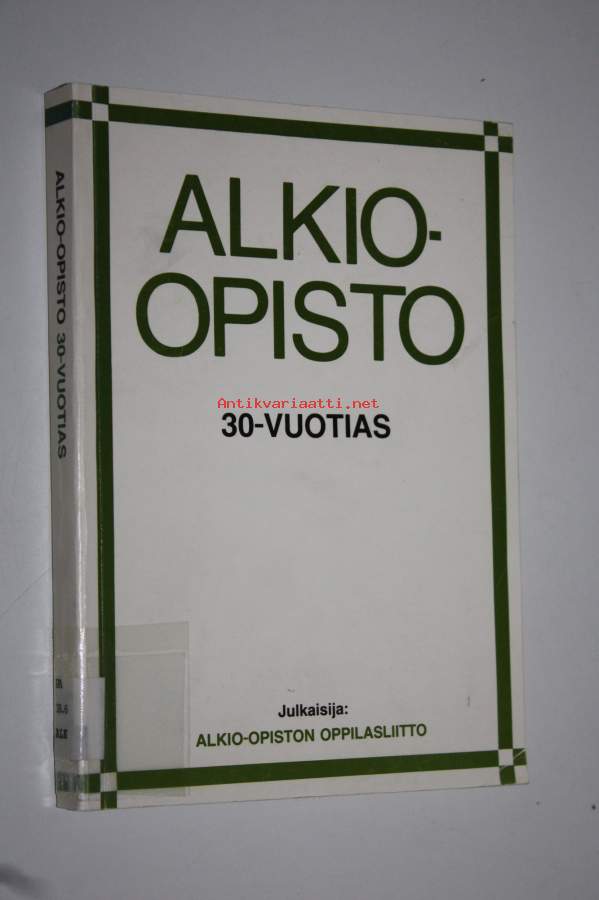 ALKIO-
OPISTO
Antikvariaatti.net
30-VUOTIAS
Julkaisija:
ALKIO-OPISTON OPPILASLIITTO
ALKIO-OPISTO 30-VUOTIAS